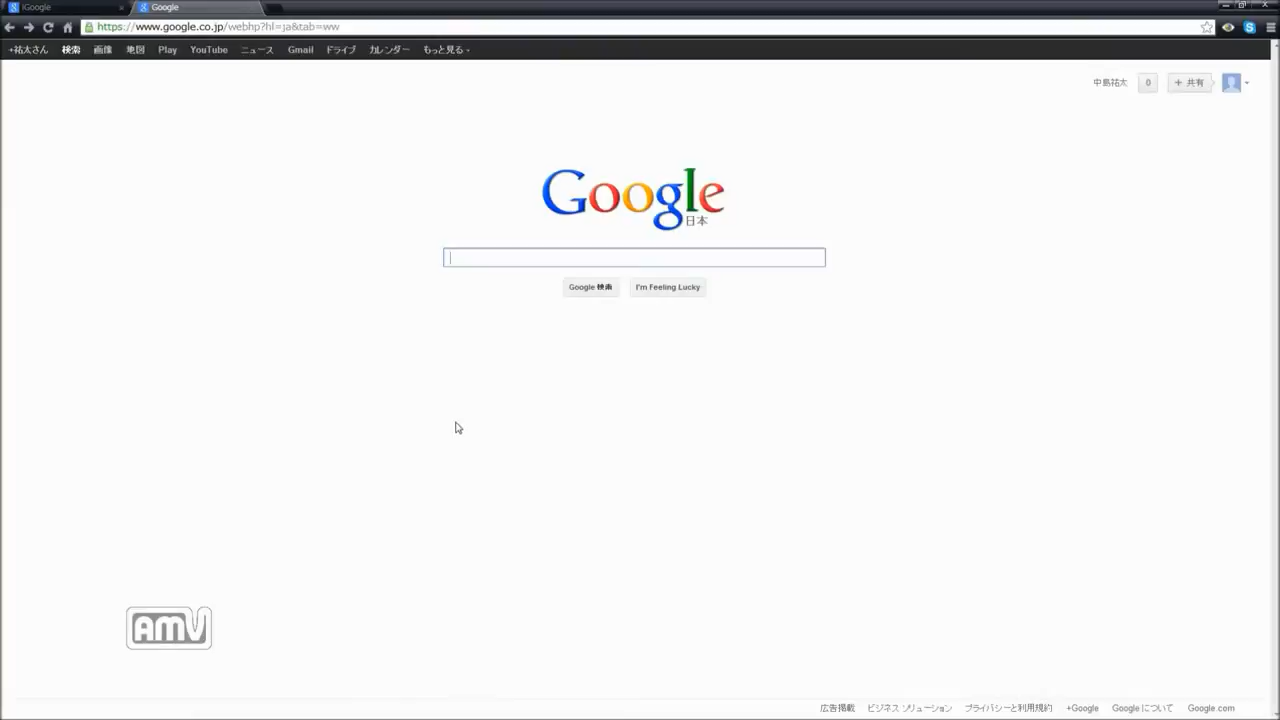 iGoogle
Google
https://www.google.co.jp/webhp?hl=ja&tab=ww
+祐太さん 検索 画像 地図 Play YouTube ニュース Gmail ドライブ カレンダー もっと見る
中島祐太 0 + 共有
Google
日本
Google 検索 I'm Feeling Lucky
AMV
広告掲載 ビジネス ソリューション プライバシーと利用規約 +Google Google について Google.com